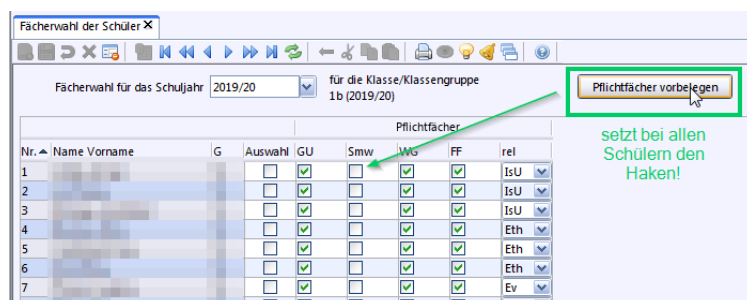 Fächerwahl der Schüler
Fächerwahl für das Schuljahr 2019/20 für die Klasse/Klassengruppe
1b (2019/20)
Pflichtfächer vorbelegen
setzt bei allen
Schülern den
Haken!
Pflichtfächer
Nr. Name Vorname G Auswahl GU Smw WG FF rel
1 IsU
2 IsU
3 IsU
4 Eth
5 Eth
6 Eth
7 Ev